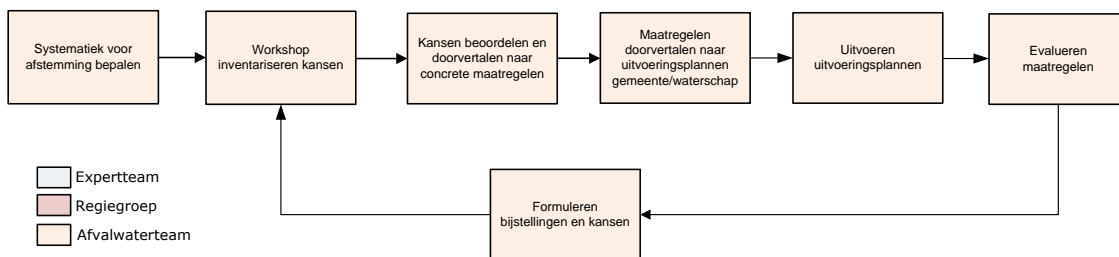 Systematiek voor
afstemming bepalen
Workshop
inventariseren kansen
Kansen beoordelen en
doorvertalen naar
concrete maatregelen
Maatregelen
doorvertalen naar
uitvoeringsplannen
gemeente/waterschap
Uitvoeren
uitvoeringsplannen
Evalueren
maatregelen
Formuleren
bijstellingen en kansen
Expertteam
Regiegroep
Afvalwaterteam